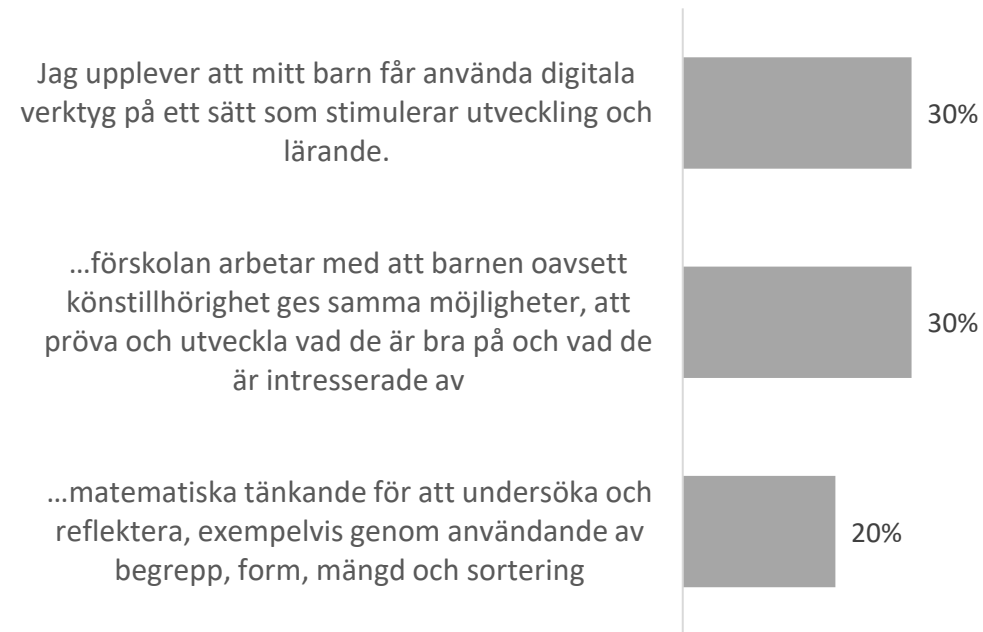 Jag upplever att mitt barn får använda digitala
verktyg på ett sätt som stimulerar utveckling och
lärande.
30%
…förskolan arbetar med att barnen oavsett
könstillhörighet ges samma möjligheter, att
pröva och utveckla vad de är bra på och vad de
är intresserade av
30%
…matematiska tänkande för att undersöka och
reflektera, exempelvis genom användande av
begrepp, form, mängd och sortering
20%